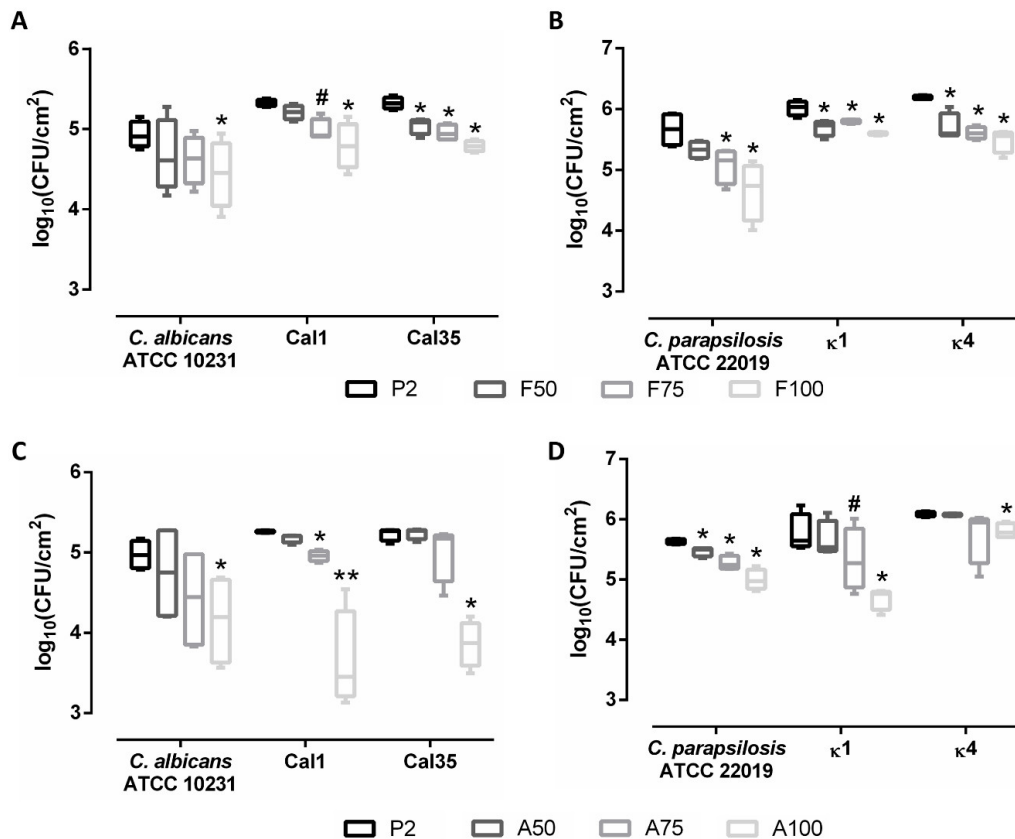 A
log10(CFU/cm2)
6
5
4
3
#
*
*
*
*
*
C. albicans
ATCC 10231
Cal1
Cal35
B
log10(CFU/cm2)
7
6
5
4
3
*
*
*
*
*
*
*
*
C. parapsilosis
ATCC 22019
κ1
κ4
P2
F50
F75
F100
C
log10(CFU/cm2)
6
5
4
3
*
*
**
*
C. albicans
ATCC 10231
Cal1
Cal35
D
log10(CFU/cm2)
7
6
5
4
3
*
*
*
#
*
*
C. parapsilosis
ATCC 22019
κ1
κ4
P2
A50
A75
A100